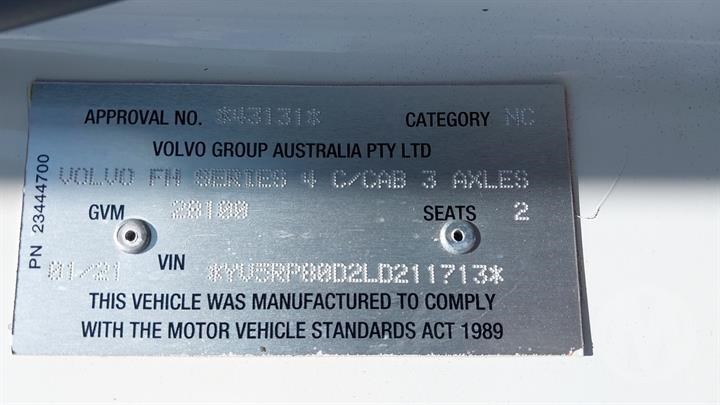 APPROVAL NO. *43131* CATEGORY NC
VOLVO GROUP AUSTRALIA PTY LTD
VOLVO FH SERIES 4 C/CAB 3 AXLES
GVM 28100 SEATS 2
01/21 VIN *YV5RP80D2LD211713*
THIS VEHICLE WAS MANUFACTURED TO COMPLY
WITH THE MOTOR VEHICLE STANDARDS ACT 1989
PN 23444700